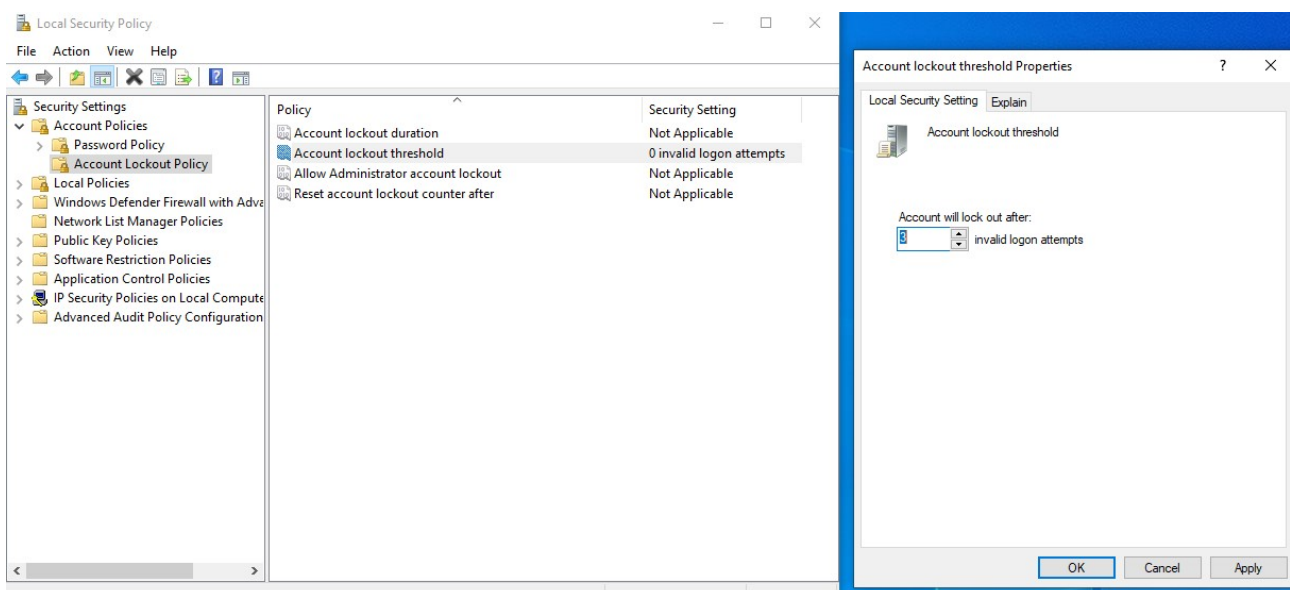 Local Security Policy
File Action View Help
Security Settings
Account Policies
Password Policy
Account Lockout Policy
Local Policies
Windows Defender Firewall with Adva
Network List Manager Policies
Public Key Policies
Software Restriction Policies
Application Control Policies
IP Security Policies on Local Compute
Advanced Audit Policy Configuration
Policy Security Setting
Account lockout duration Not Applicable
Account lockout threshold 0 invalid logon attempts
Allow Administrator account lockout Not Applicable
Reset account lockout counter after Not Applicable
Account lockout threshold Properties
Local Security Setting Explain
Account lockout threshold
Account will lock out after:
3 invalid logon attempts
OK Cancel Apply